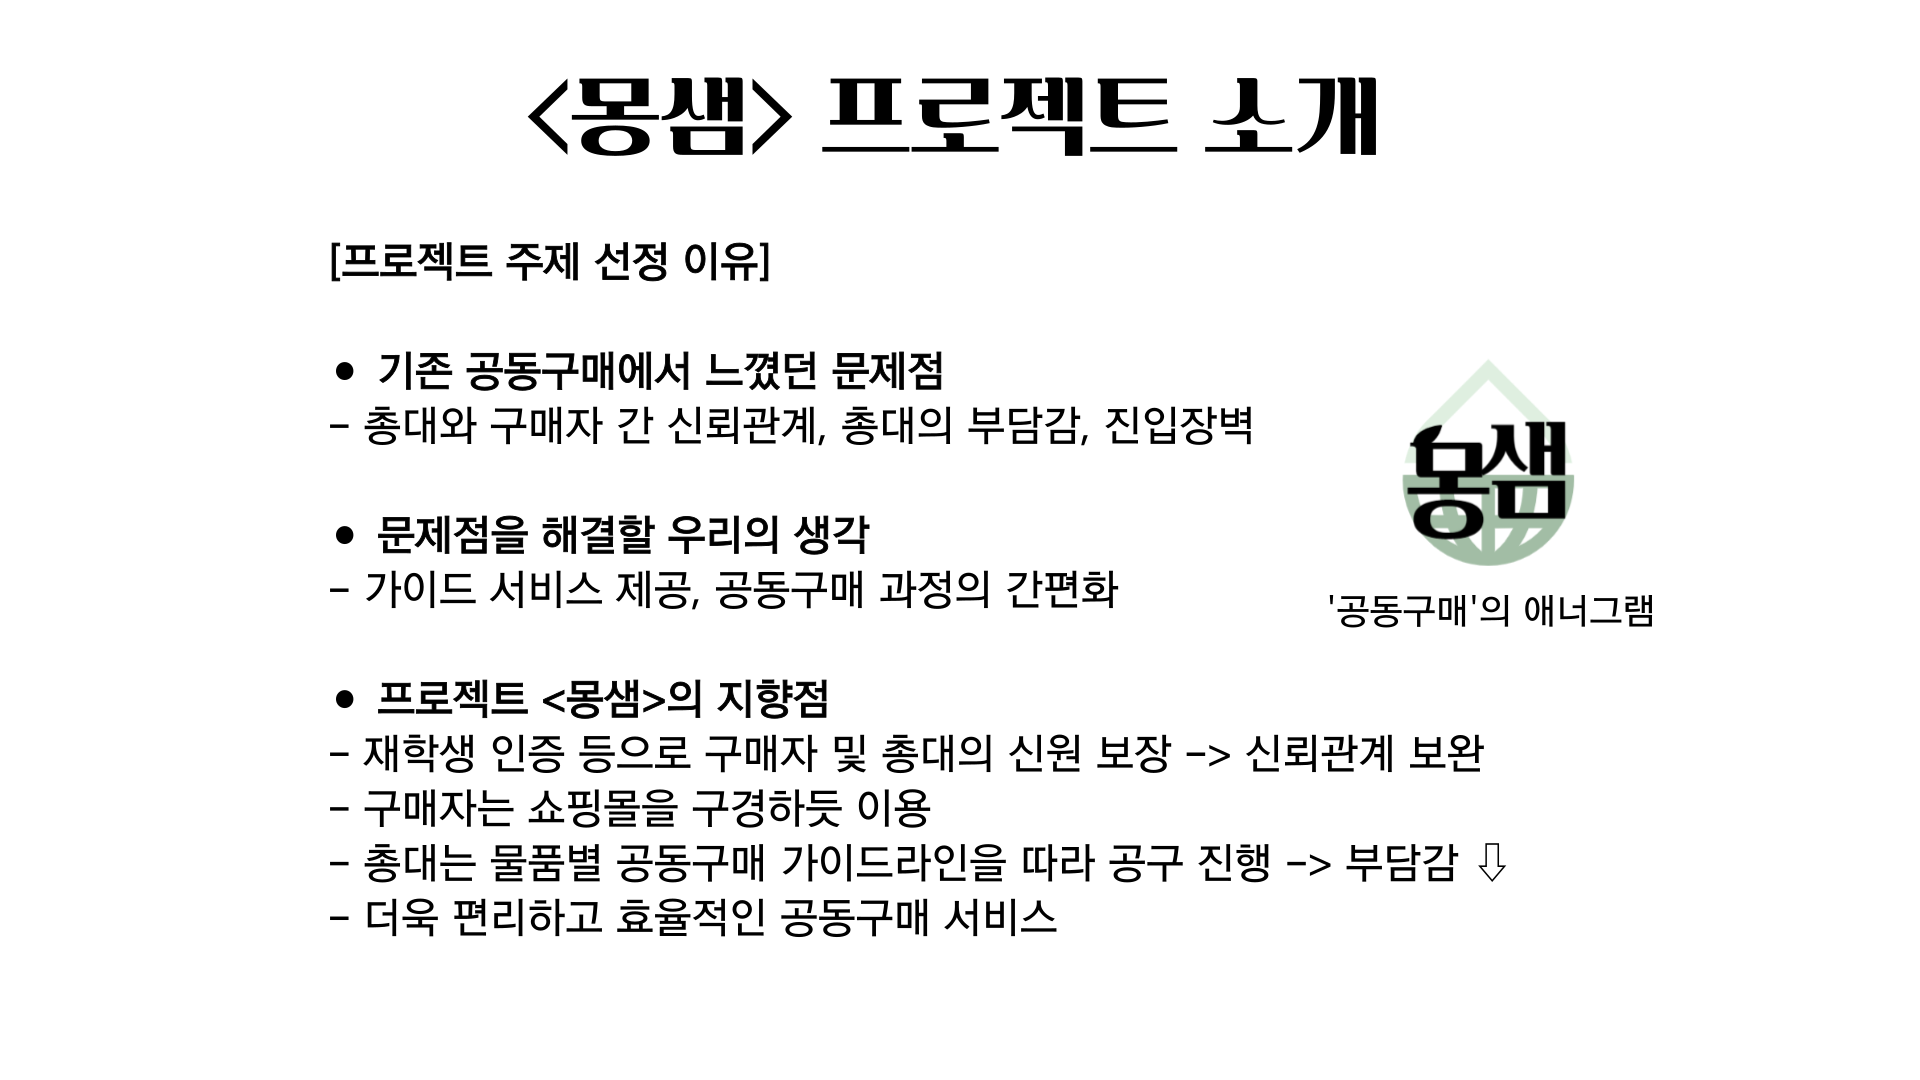 <몽샘> 프로젝트 소개
[프로젝트 주제 선정 이유]
• 기존 공동구매에서 느꼈던 문제점
- 총대와 구매자 간 신뢰관계, 총대의 부담감, 진입장벽
• 문제점을 해결할 우리의 생각
- 가이드 서비스 제공, 공동구매 과정의 간편화
몽샘
'공동구매'의 애너그램
• 프로젝트 <몽샘>의 지향점
- 재학생 인증 등으로 구매자 및 총대의 신원 보장 -> 신뢰관계 보완
- 구매자는 쇼핑몰을 구경하듯 이용
- 총대는 물품별 공동구매 가이드라인을 따라 공구 진행 -> 부담감 ⇩
- 더욱 편리하고 효율적인 공동구매 서비스